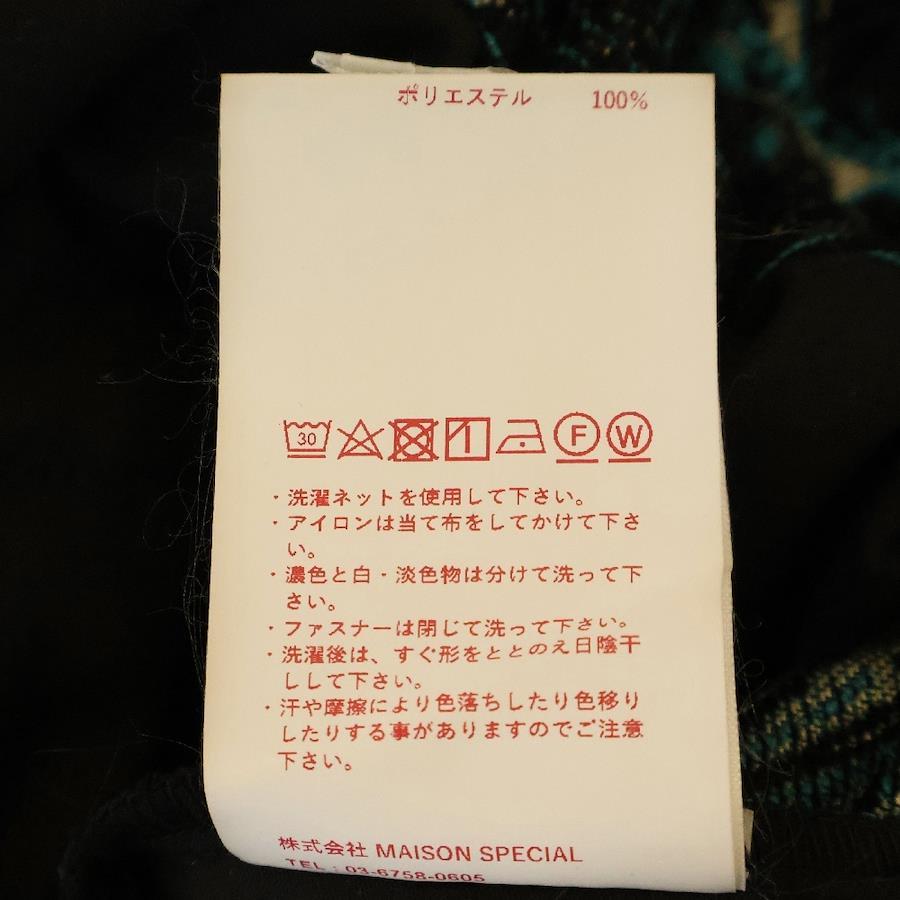 ポリエステル 100%
30 F W
・洗濯ネットを使用して下さい。
・アイロンは当て布をしてかけて下さ
い。
・濃色と白・淡色物は分けて洗って下
さい。
・ファスナーは閉じて洗って下さい。
・洗濯後は、すぐ形をととのえ日陰干
しして下さい。
・汗や摩擦により色落ちしたり色移り
したりする事がありますのでご注意
下さい。
株式会社 MAISON SPECIAL
TEL：03-6758-0605